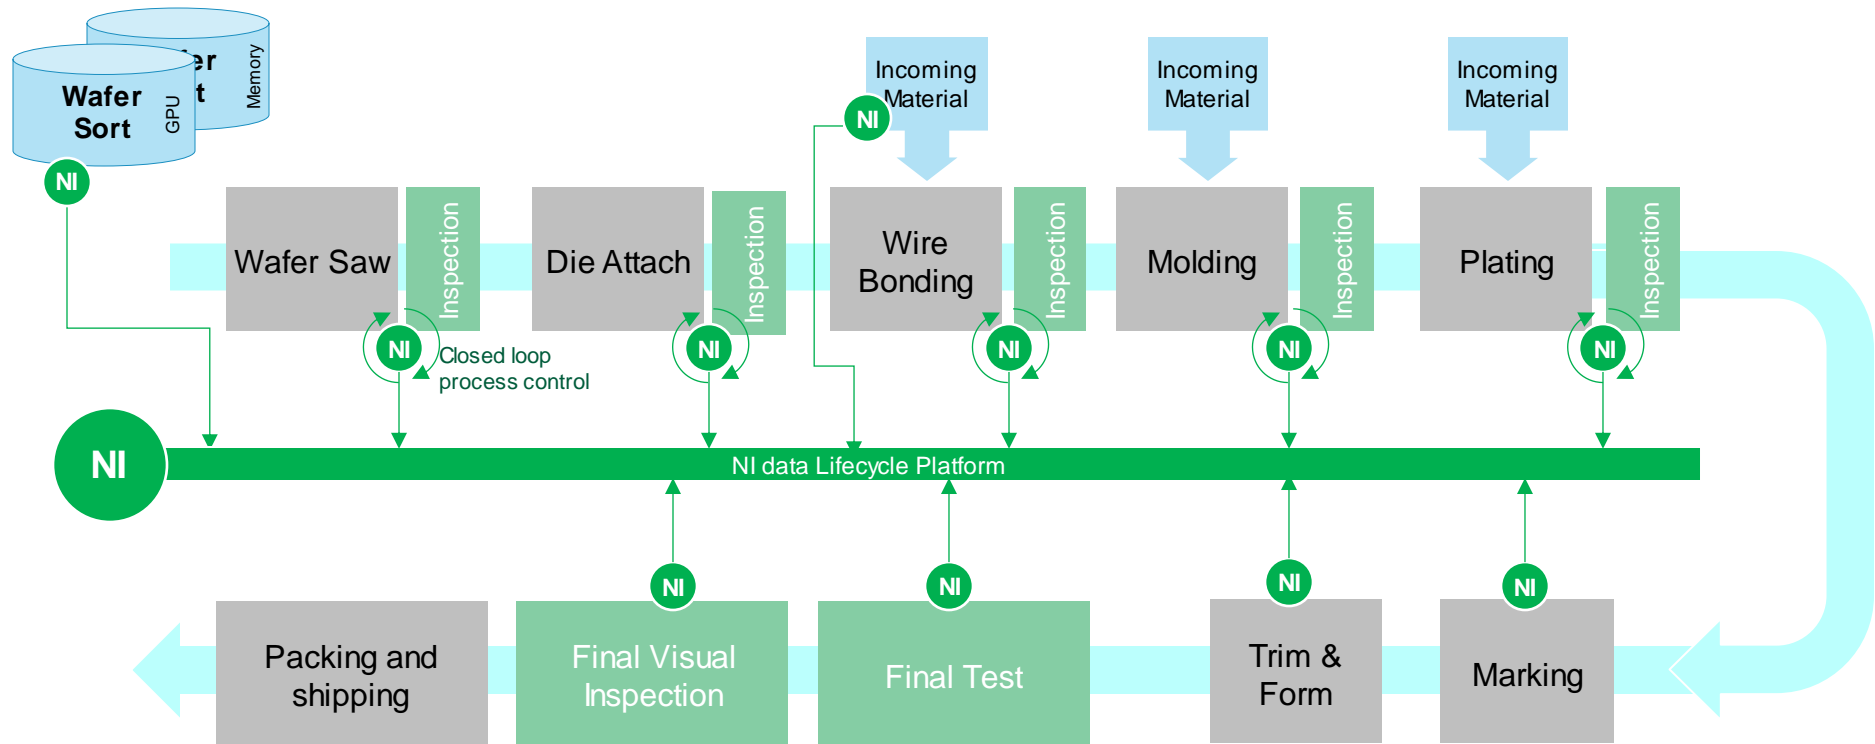 Wafer
Sort
GPU
er
t
Memory
NI
Incoming
Material
NI
Incoming
Material
Incoming
Material
Wafer Saw
Inspection
Die Attach
Inspection
Wire
Bonding
Inspection
Molding
Inspection
Plating
Inspection
NI
Closed loop
process control
NI
NI
NI
NI
NI
NI data Lifecycle Platform
NI
NI
NI
NI
Packing and
shipping
Final Visual
Inspection
Final Test
Trim &
Form
Marking